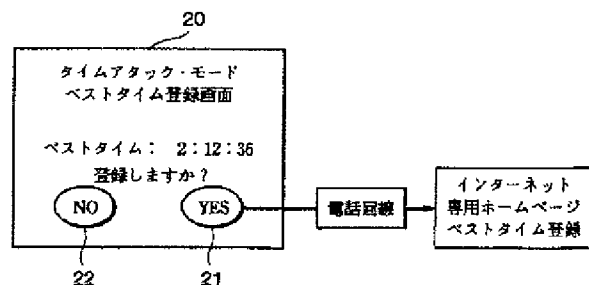 20
タイムアタック・モード
ベストタイム登録画面
ベストタイム： 2:12:36
登録しますか？
NO
YES
電話回線
インターネット
専用ホームページ
ベストタイム登録
22
21